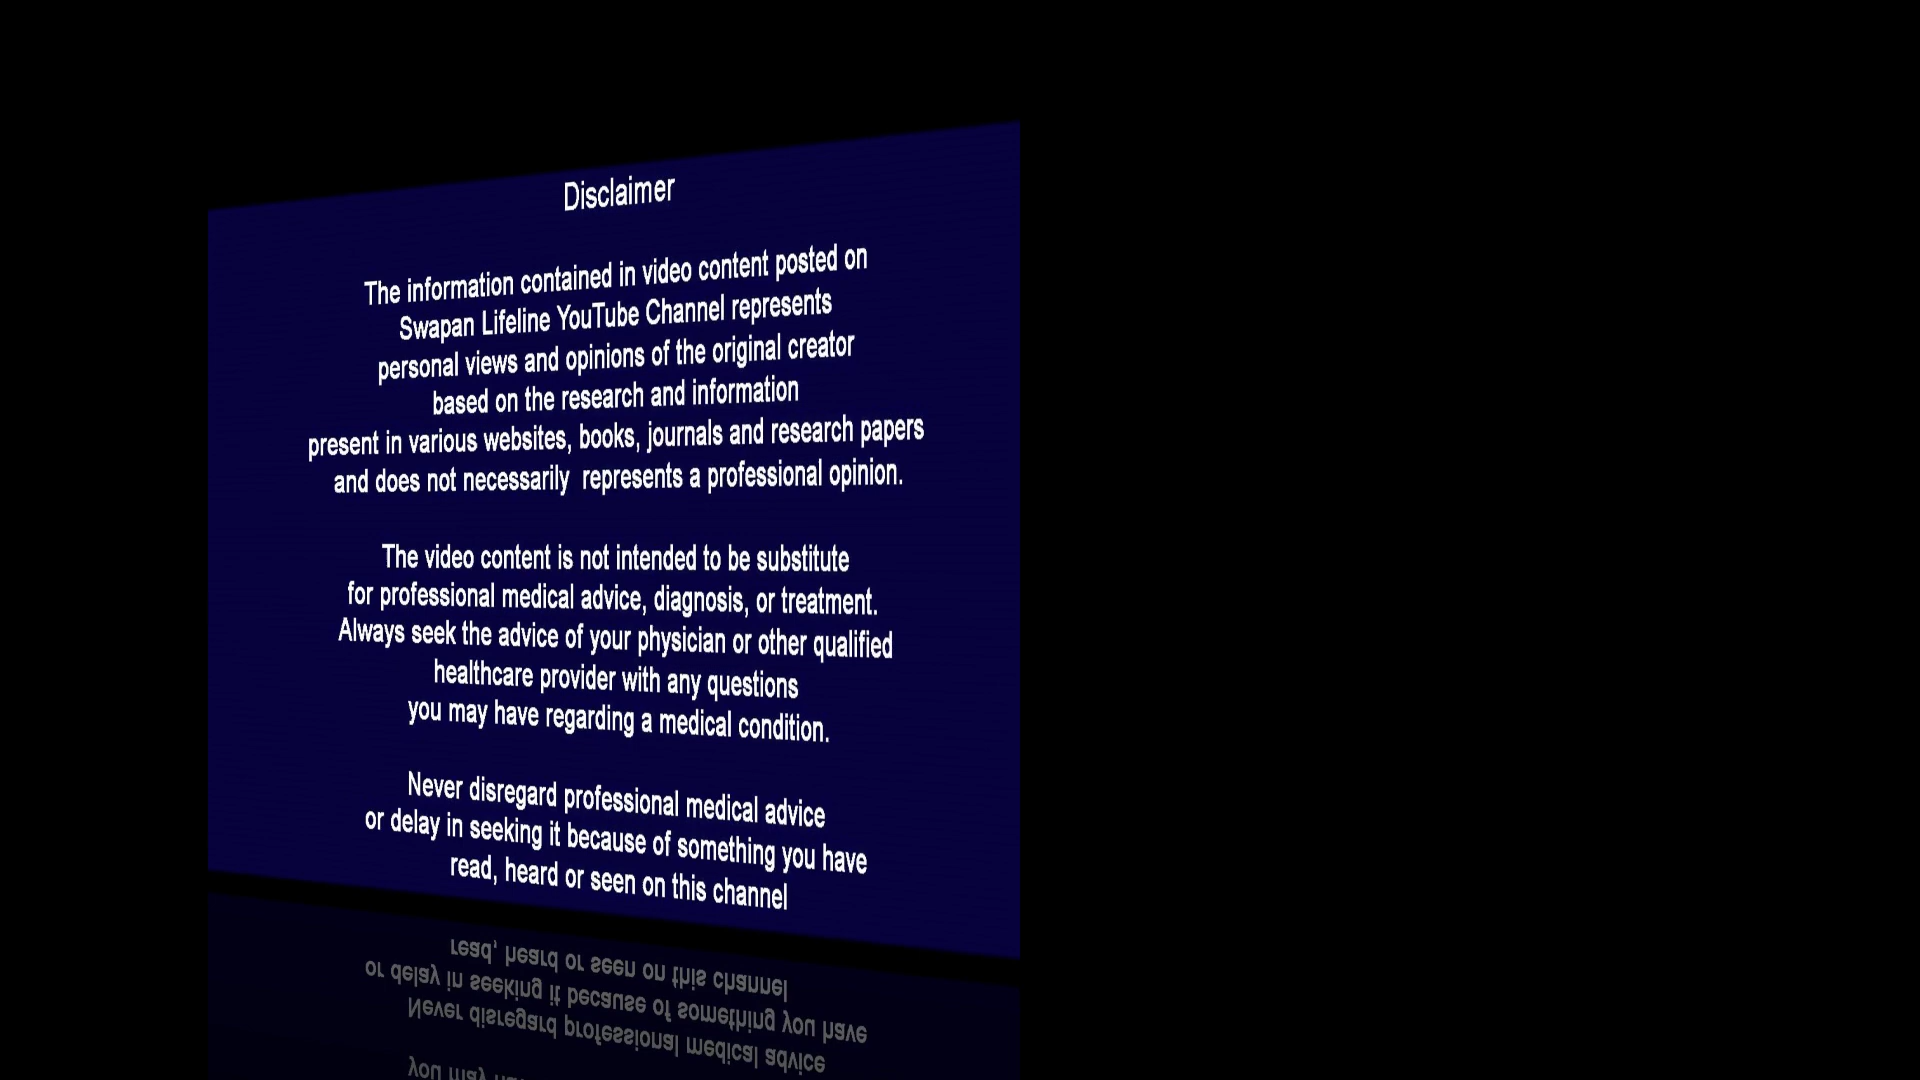 Disclaimer
The information contained in video content posted on
Swapan Lifeline YouTube Channel represents
personal views and opinions of the original creator
based on the research and information
present in various websites, books, journals and research papers
and does not necessarily represents a professional opinion.
The video content is not intended to be substitute
for professional medical advice, diagnosis, or treatment.
Always seek the advice of your physician or other qualified
healthcare provider with any questions
you may have regarding a medical condition.
Never disregard professional medical advice
or delay in seeking it because of something you have
read, heard or seen on this channel